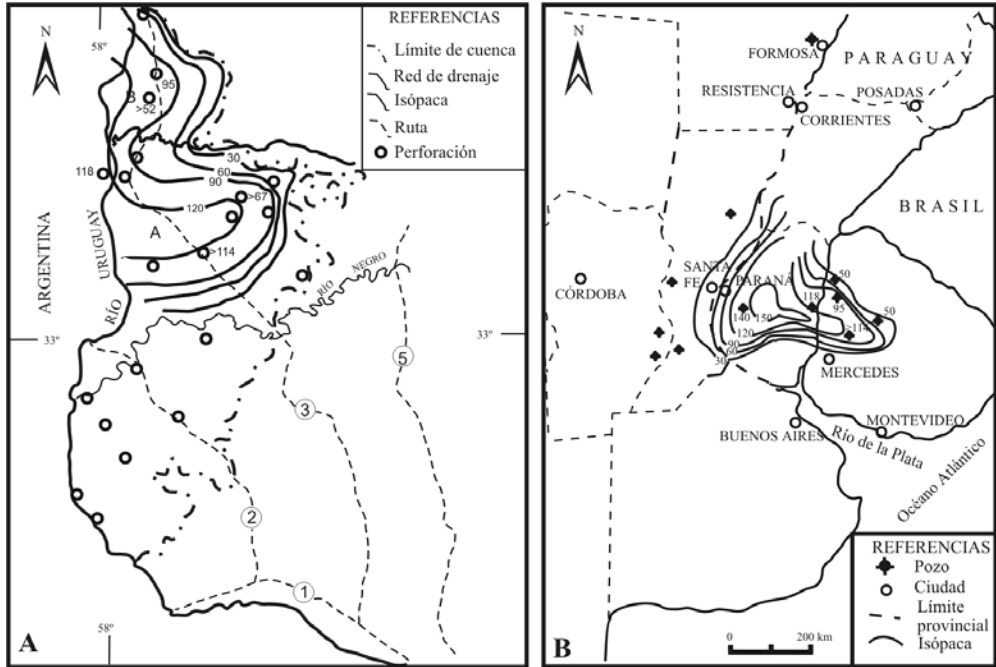 REFERENCIAS
Límite de cuenca
Red de drenaje
Isópaca
Ruta
Perforación
N
58º
95
B
>52
118
30
60
90
120
>67
A
>114
ARGENTINA
RÍO
URUGUAY
RÍO
NEGRO
33º
33º
5
3
2
1
58º
A
B
N
FORMOSA
PARAGUAY
RESISTENCIA
POSADAS
CORRIENTES
BRASIL
CÓRDOBA
SANTA
FE
PARANÁ
50
118
95
50
140
150
>114
120
90
60
30
MERCEDES
MONTEVIDEO
BUENOS AIRES
Río de la Plata
Océano Atlántico
REFERENCIAS
Pozo
Ciudad
Límite
provincial
Isópaca
0
200 km